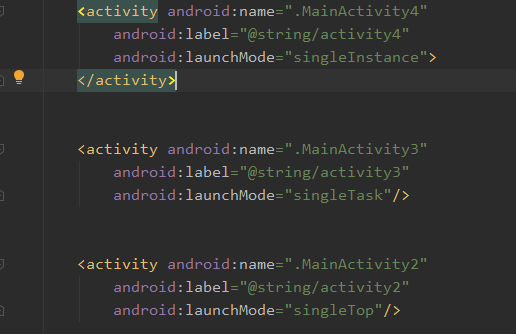 <activity android:name=".MainActivity4"
android:label="@string/activity4"
android:launchMode="singleInstance">
</activity>
<activity android:name=".MainActivity3"
android:label="@string/activity3"
android:launchMode="singleTask"/>
<activity android:name=".MainActivity2"
android:label="@string/activity2"
android:launchMode="singleTop"/>